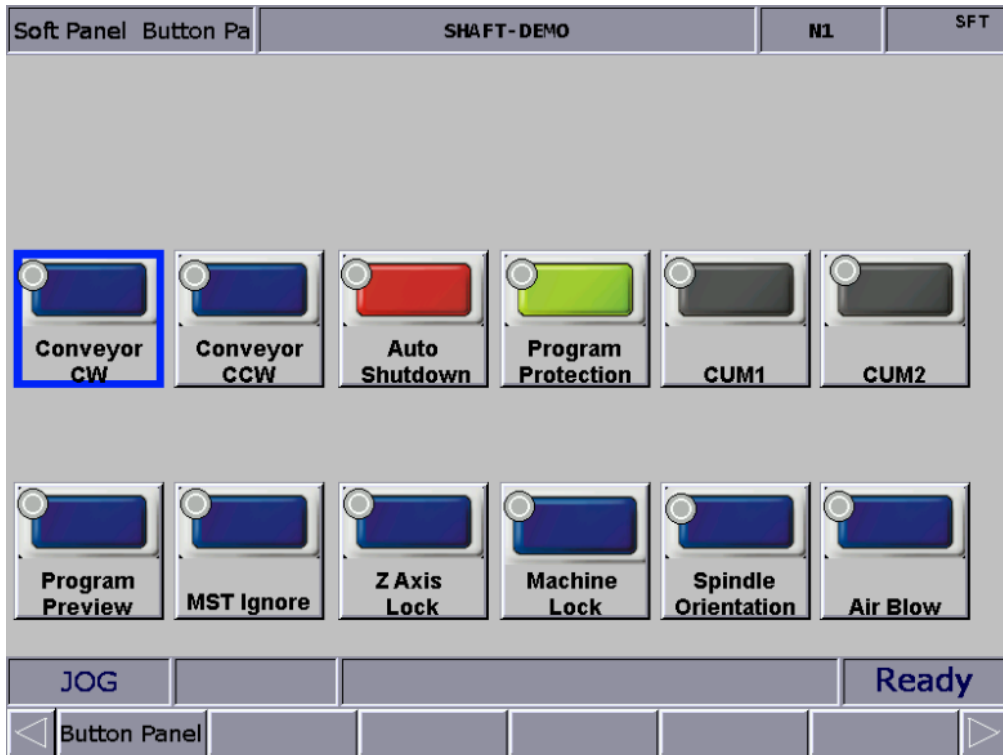 Soft Panel Button Pa
SHAFT-DEMO
N1
SFT
Conveyor
CW
Conveyor
CCW
Auto
Shutdown
Program
Protection
CUM1
CUM2
Program
Preview
MST Ignore
Z Axis
Lock
Machine
Lock
Spindle
Orientation
Air Blow
JOG
Ready
Button Panel